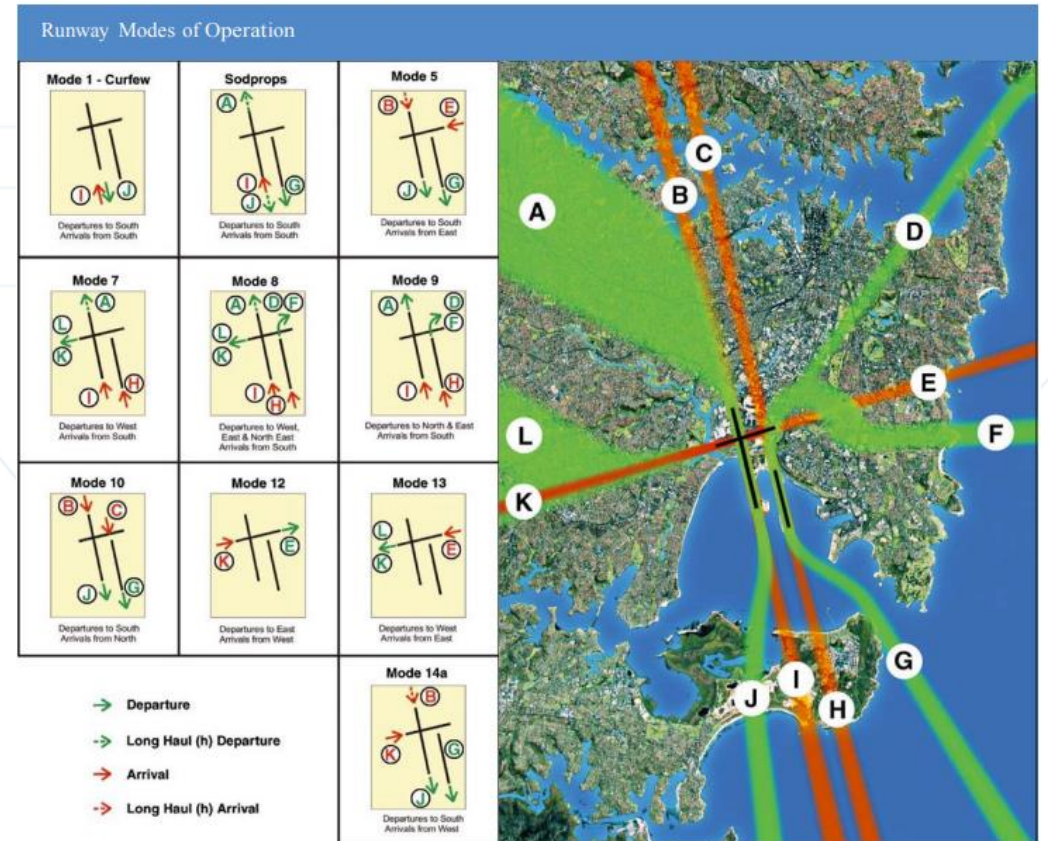 Runway Modes of Operation
Mode 1 - Curfew
I
J
Departures to South
Arrivals from South
Sodprops
A
I
J
G
Departures to South
Arrivals from South
Mode 5
B
E
J
G
Departures to South
Arrivals from East
Mode 7
A
L
K
I
H
Departures to West
Arrivals from South
Mode 8
A
D
F
L
K
I
H
Departures to West,
East & North East
Arrivals from South
Mode 9
A
D
F
I
H
Departures to North & East
Arrivals from South
Mode 10
B
C
J
G
Departures to South
Arrivals from North
Mode 12
K
E
Departures to East
Arrivals from West
Mode 13
L
K
E
Departures to West
Arrivals from East
Departure
Long Haul (h) Departure
Arrival
Long Haul (h) Arrival
Mode 14a
B
K
G
J
Departures to South
Arrivals from West
C
B
A
D
E
F
L
K
G
I
J
H